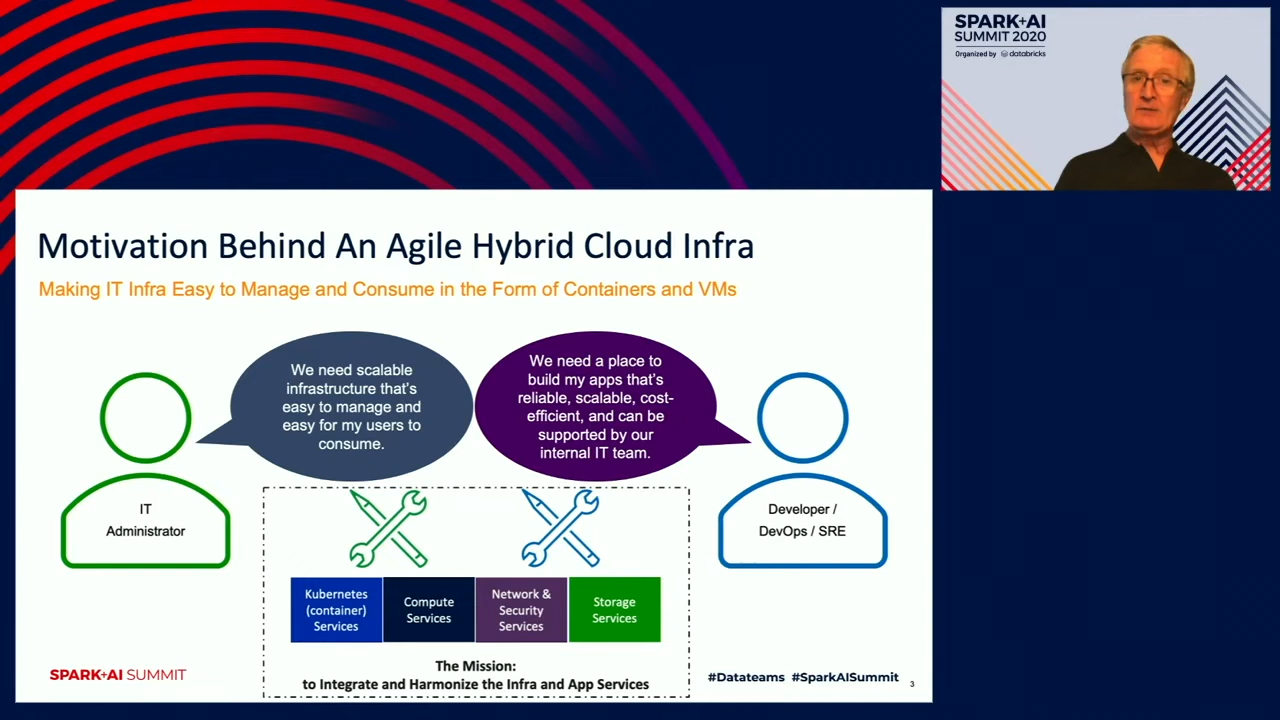 SPARK+AI
SUMMIT 2020
Organized by databricks
Motivation Behind An Agile Hybrid Cloud Infra
Making IT Infra Easy to Manage and Consume in the Form of Containers and VMs
We need scalable
infrastructure that's
easy to manage and
easy for my users to
consume.
We need a place to
build my apps that's
reliable, scalable, cost-
efficient, and can be
supported by our
internal IT team.
IT
Administrator
Developer /
DevOps / SRE
Kubernetes
(container)
Services
Compute
Services
Network &
Security
Services
Storage
Services
The Mission:
to Integrate and Harmonize the Infra and App Services
SPARK+AI SUMMIT
#Datateams #SparkAISummit
3